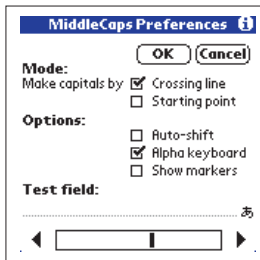 MiddleCaps Preferences i
OK Cancel
Mode:
Make capitals by Crossing line
Starting point
Options:
Auto-shift
Alpha keyboard
Show markers
Test field:
あ